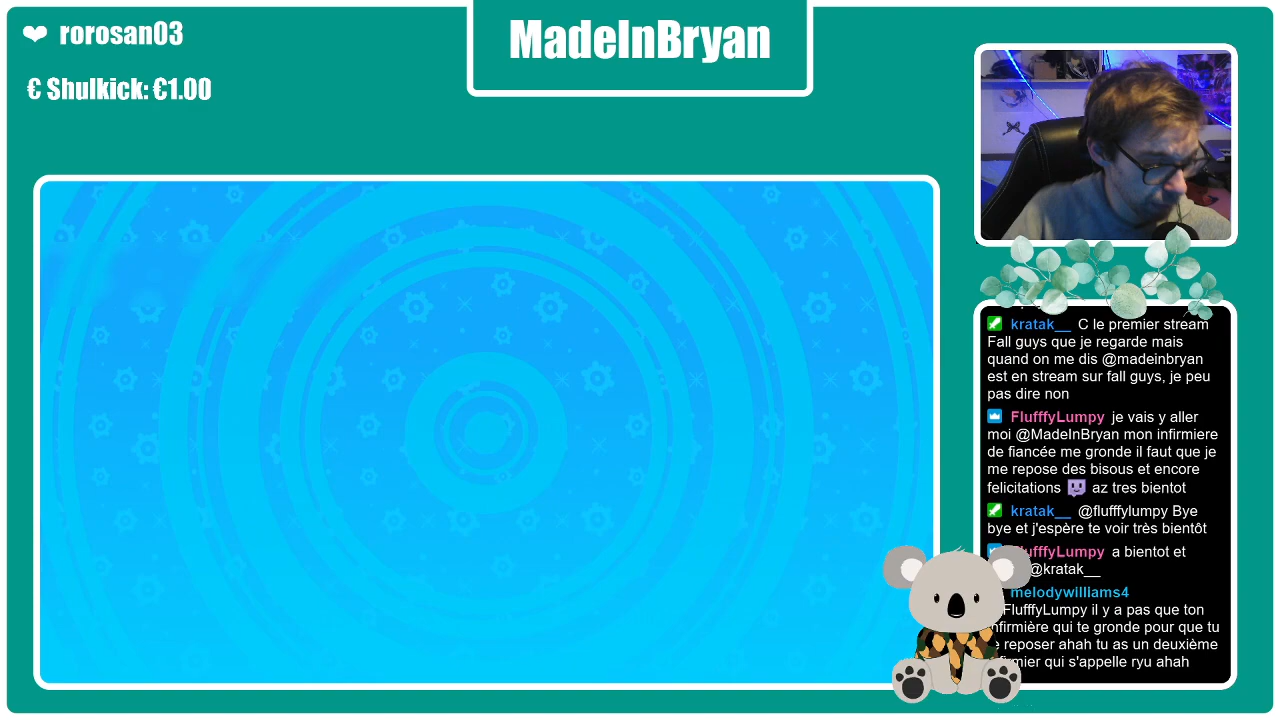 ❤ rorosan03
€ Shulkick: €1.00
MadeInBryan
kratak__ C le premier stream
Fall guys que je regarde mais
quand on me dis @madeinbryan
est en stream sur fall guys, je peu
pas dire non
FlufffyLumpy je vais y aller
moi @MadeInBryan mon infirmiere
de fiancée me gronde il faut que je
me repose des bisous et encore
felicitations az tres bientot
kratak__ @flufffylumpy Bye
bye et j'espère te voir très bientôt
FlufffyLumpy a bientot et
@kratak__
melodywilliams4
FlufffyLumpy il y a pas que ton
infirmière qui te gronde pour que tu
reposer ahah tu as un deuxième
qui s'appelle ryu ahah